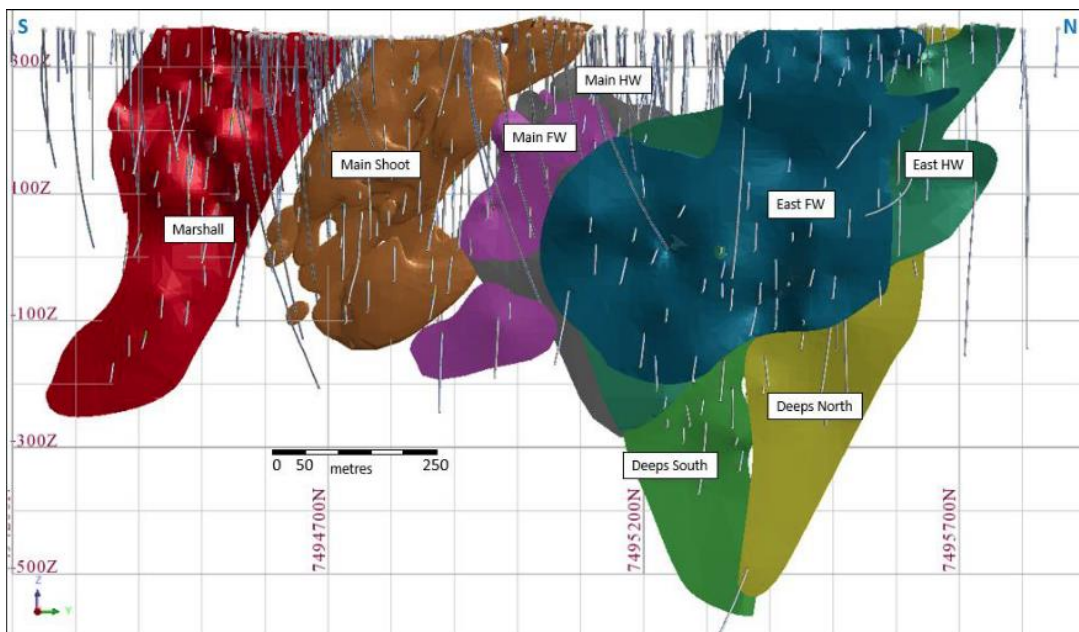 S
N
300Z
Main HW
Main FW
Main Shoot
East HW
100Z
East FW
Marshall
-100Z
Deeps North
-300Z
0 50 metres 250
Deeps South
7494700N
7495200N
7495700N
-500Z
Z
Y